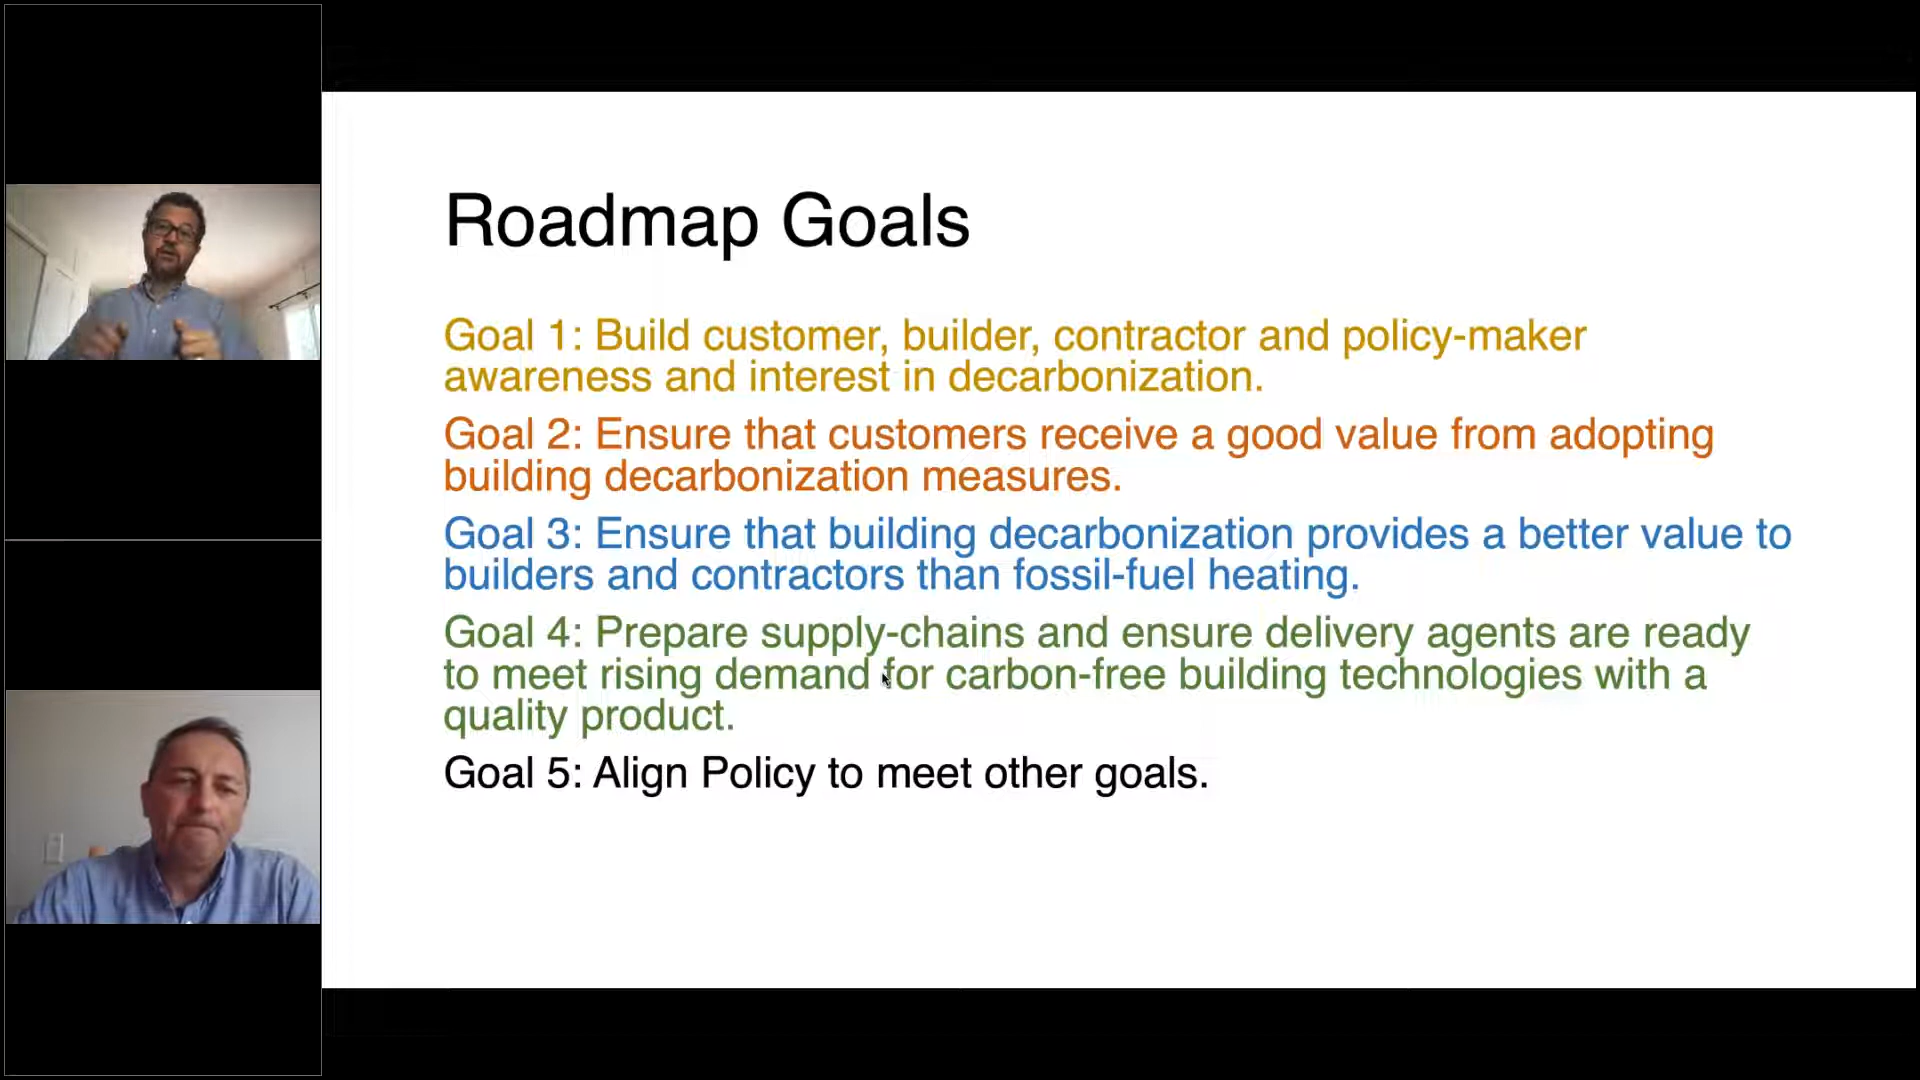 Roadmap Goals
Goal 1: Build customer, builder, contractor and policy-maker
awareness and interest in decarbonization.
Goal 2: Ensure that customers receive a good value from adopting
building decarbonization measures.
Goal 3: Ensure that building decarbonization provides a better value to
builders and contractors than fossil-fuel heating.
Goal 4: Prepare supply-chains and ensure delivery agents are ready
to meet rising demand for carbon-free building technologies with a
quality product.
Goal 5: Align Policy to meet other goals.